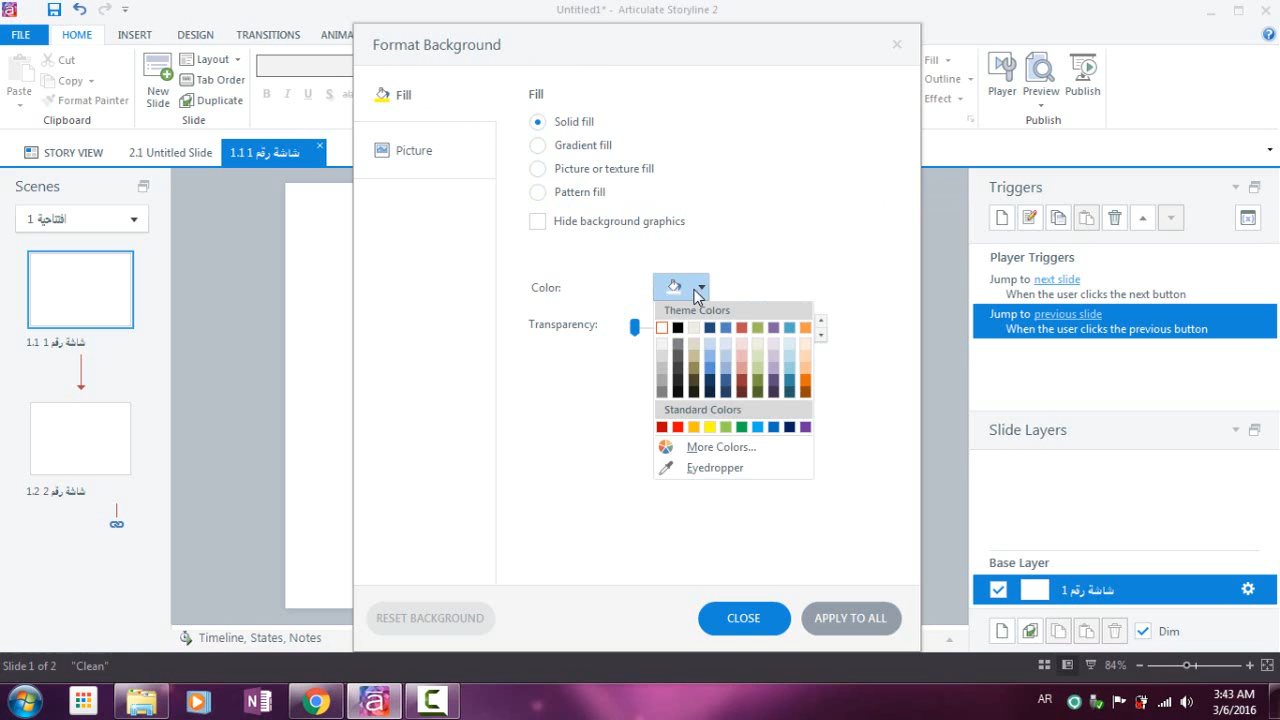 Untitled1* - Articulate Storyline 2
FILE
HOME
INSERT
DESIGN
TRANSITIONS
Paste
Cut
Copy
Format Painter
Clipboard
New Slide
Layout
Tab Order
Duplicate
Slide
B I U
Fill
Outline
Effect
Player
Preview
Publish
Publish
STORY VIEW
2.1 Untitled Slide
1.1 شاشة رقم 1
Scenes
1 افتتاحية
1.1 شاشة رقم 1
1.2 شاشة رقم 2
Format Background
Fill
Picture
Fill
Solid fill
Gradient fill
Picture or texture fill
Pattern fill
Hide background graphics
Color:
Transparency:
Theme Colors
Standard Colors
More Colors...
Eyedropper
RESET BACKGROUND
CLOSE
APPLY TO ALL
Triggers
Player Triggers
Jump to next slide
When the user clicks the next button
Jump to previous slide
When the user clicks the previous button
Slide Layers
Base Layer
شاشة رقم 1
Dim
Timeline, States, Notes
Slide 1 of 2
"Clean"
84%
AR
3:43 AM
3/6/2016